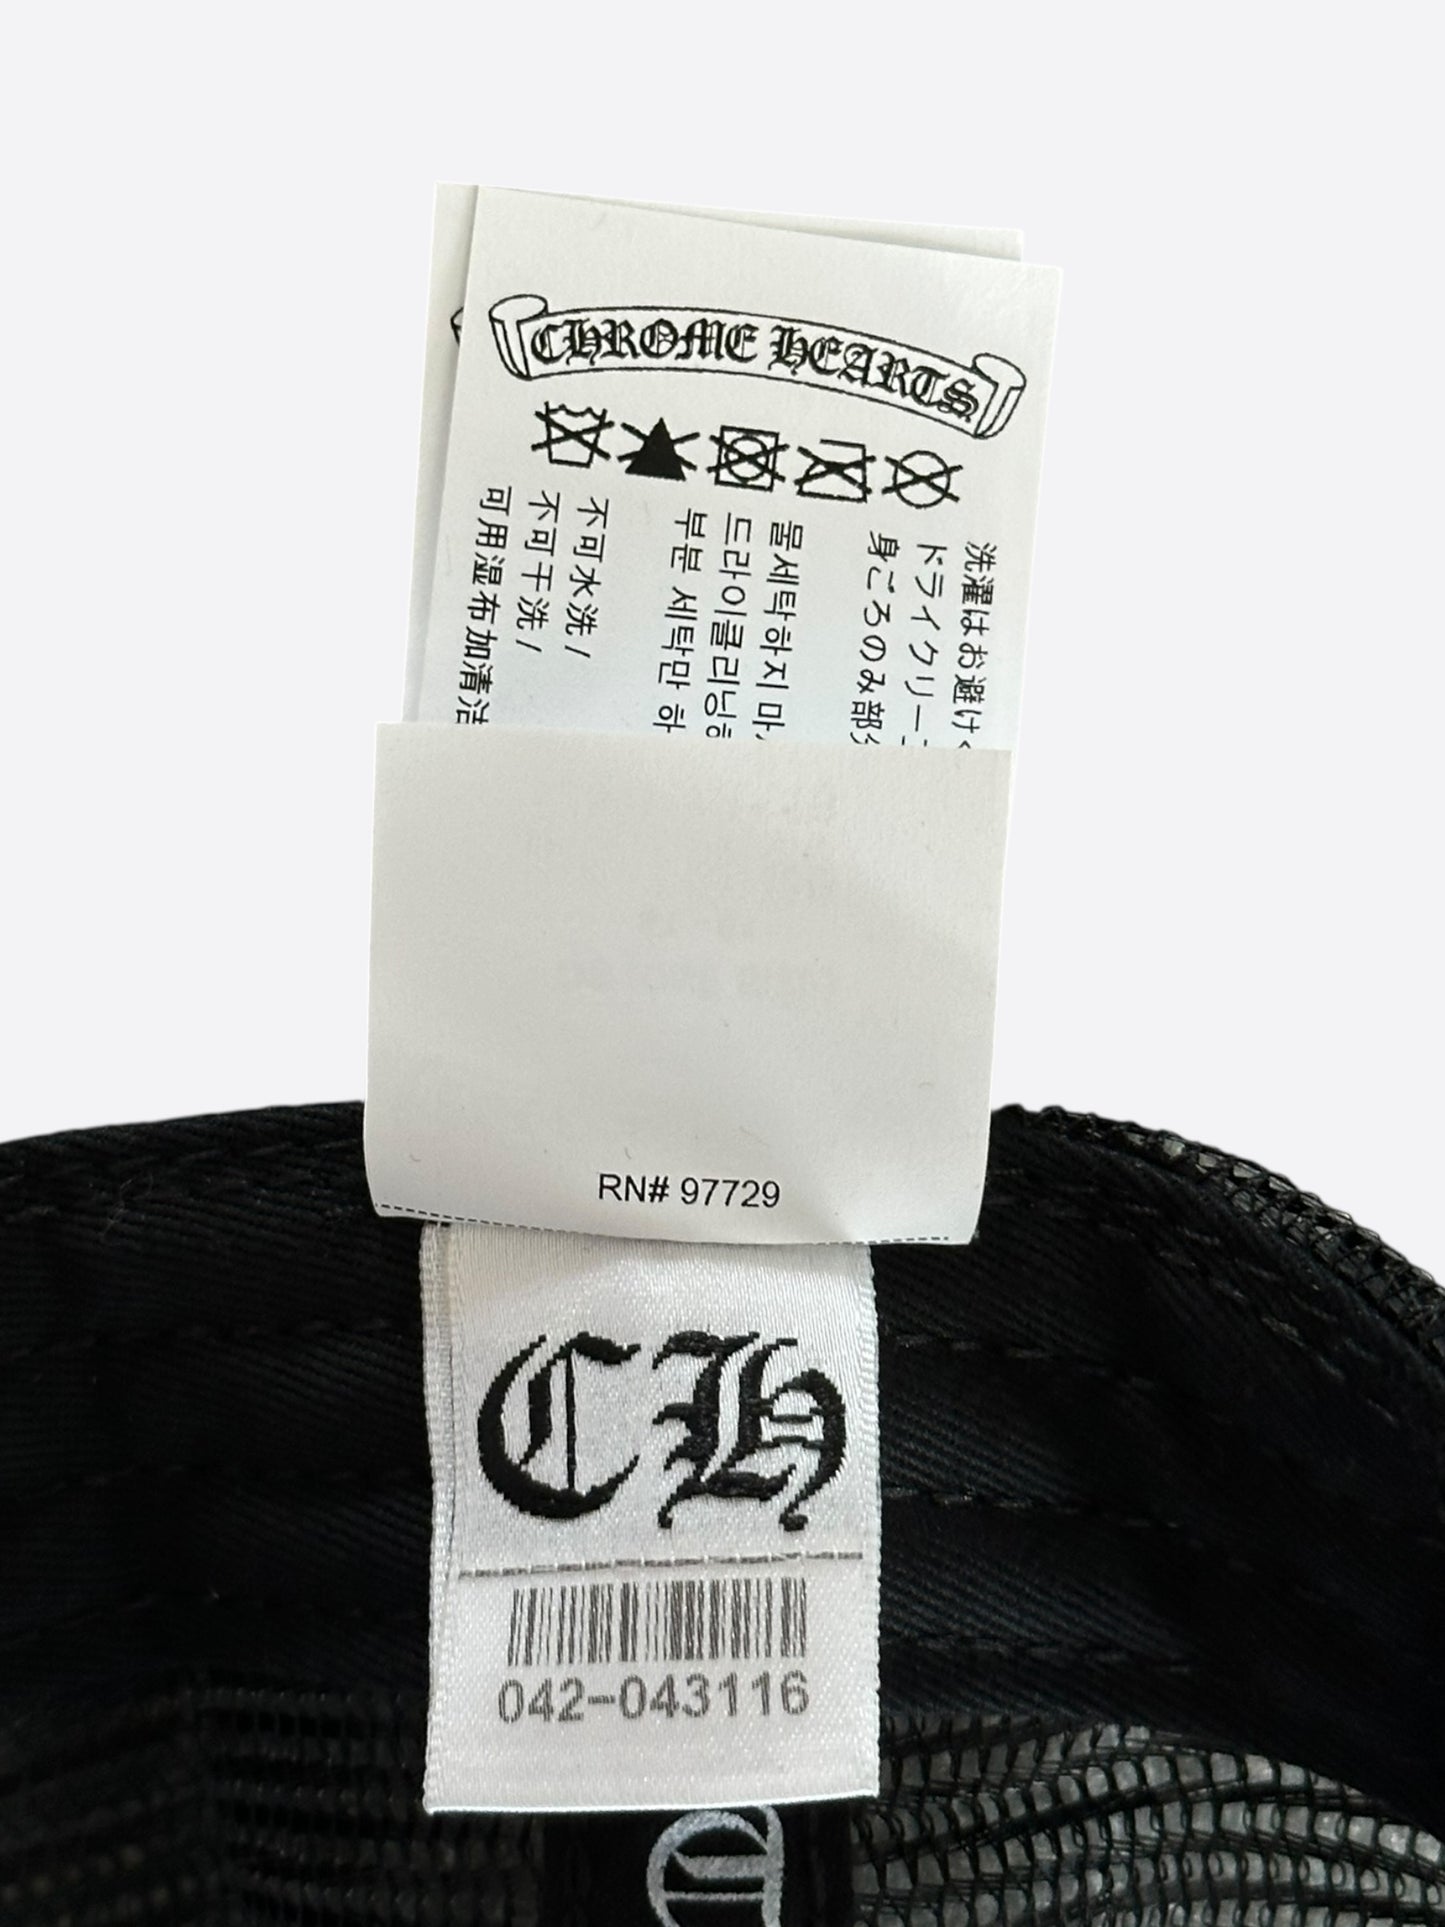 CHROME HEARTS
洗濯はお避け
ドライクリー
身ごろのみ部
물세탁하지 마
드라이클리닝
부분 세탁만 하
不可水洗/
不可干洗/
可用湿布加清洁
RN# 97729
CH
042-043116